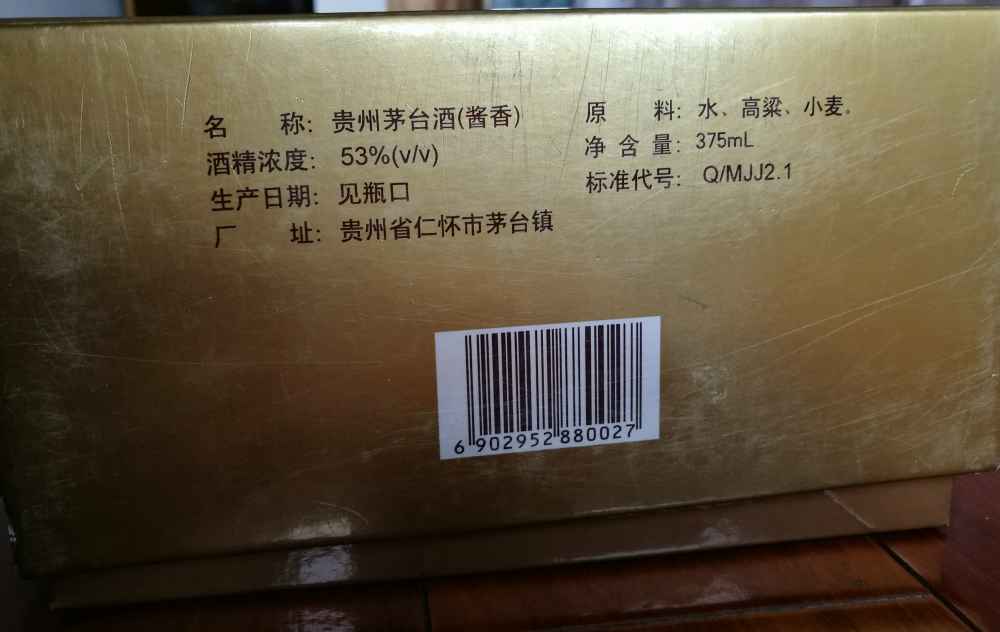 名 称：贵州茅台酒(酱香)
酒精浓度：53%(v/v)
生产日期：见瓶口
厂 址：贵州省仁怀市茅台镇
原 料：水、高粱、小麦。
净 含 量：375mL
标准代号：Q/MJJ2.1
6 902952 880027